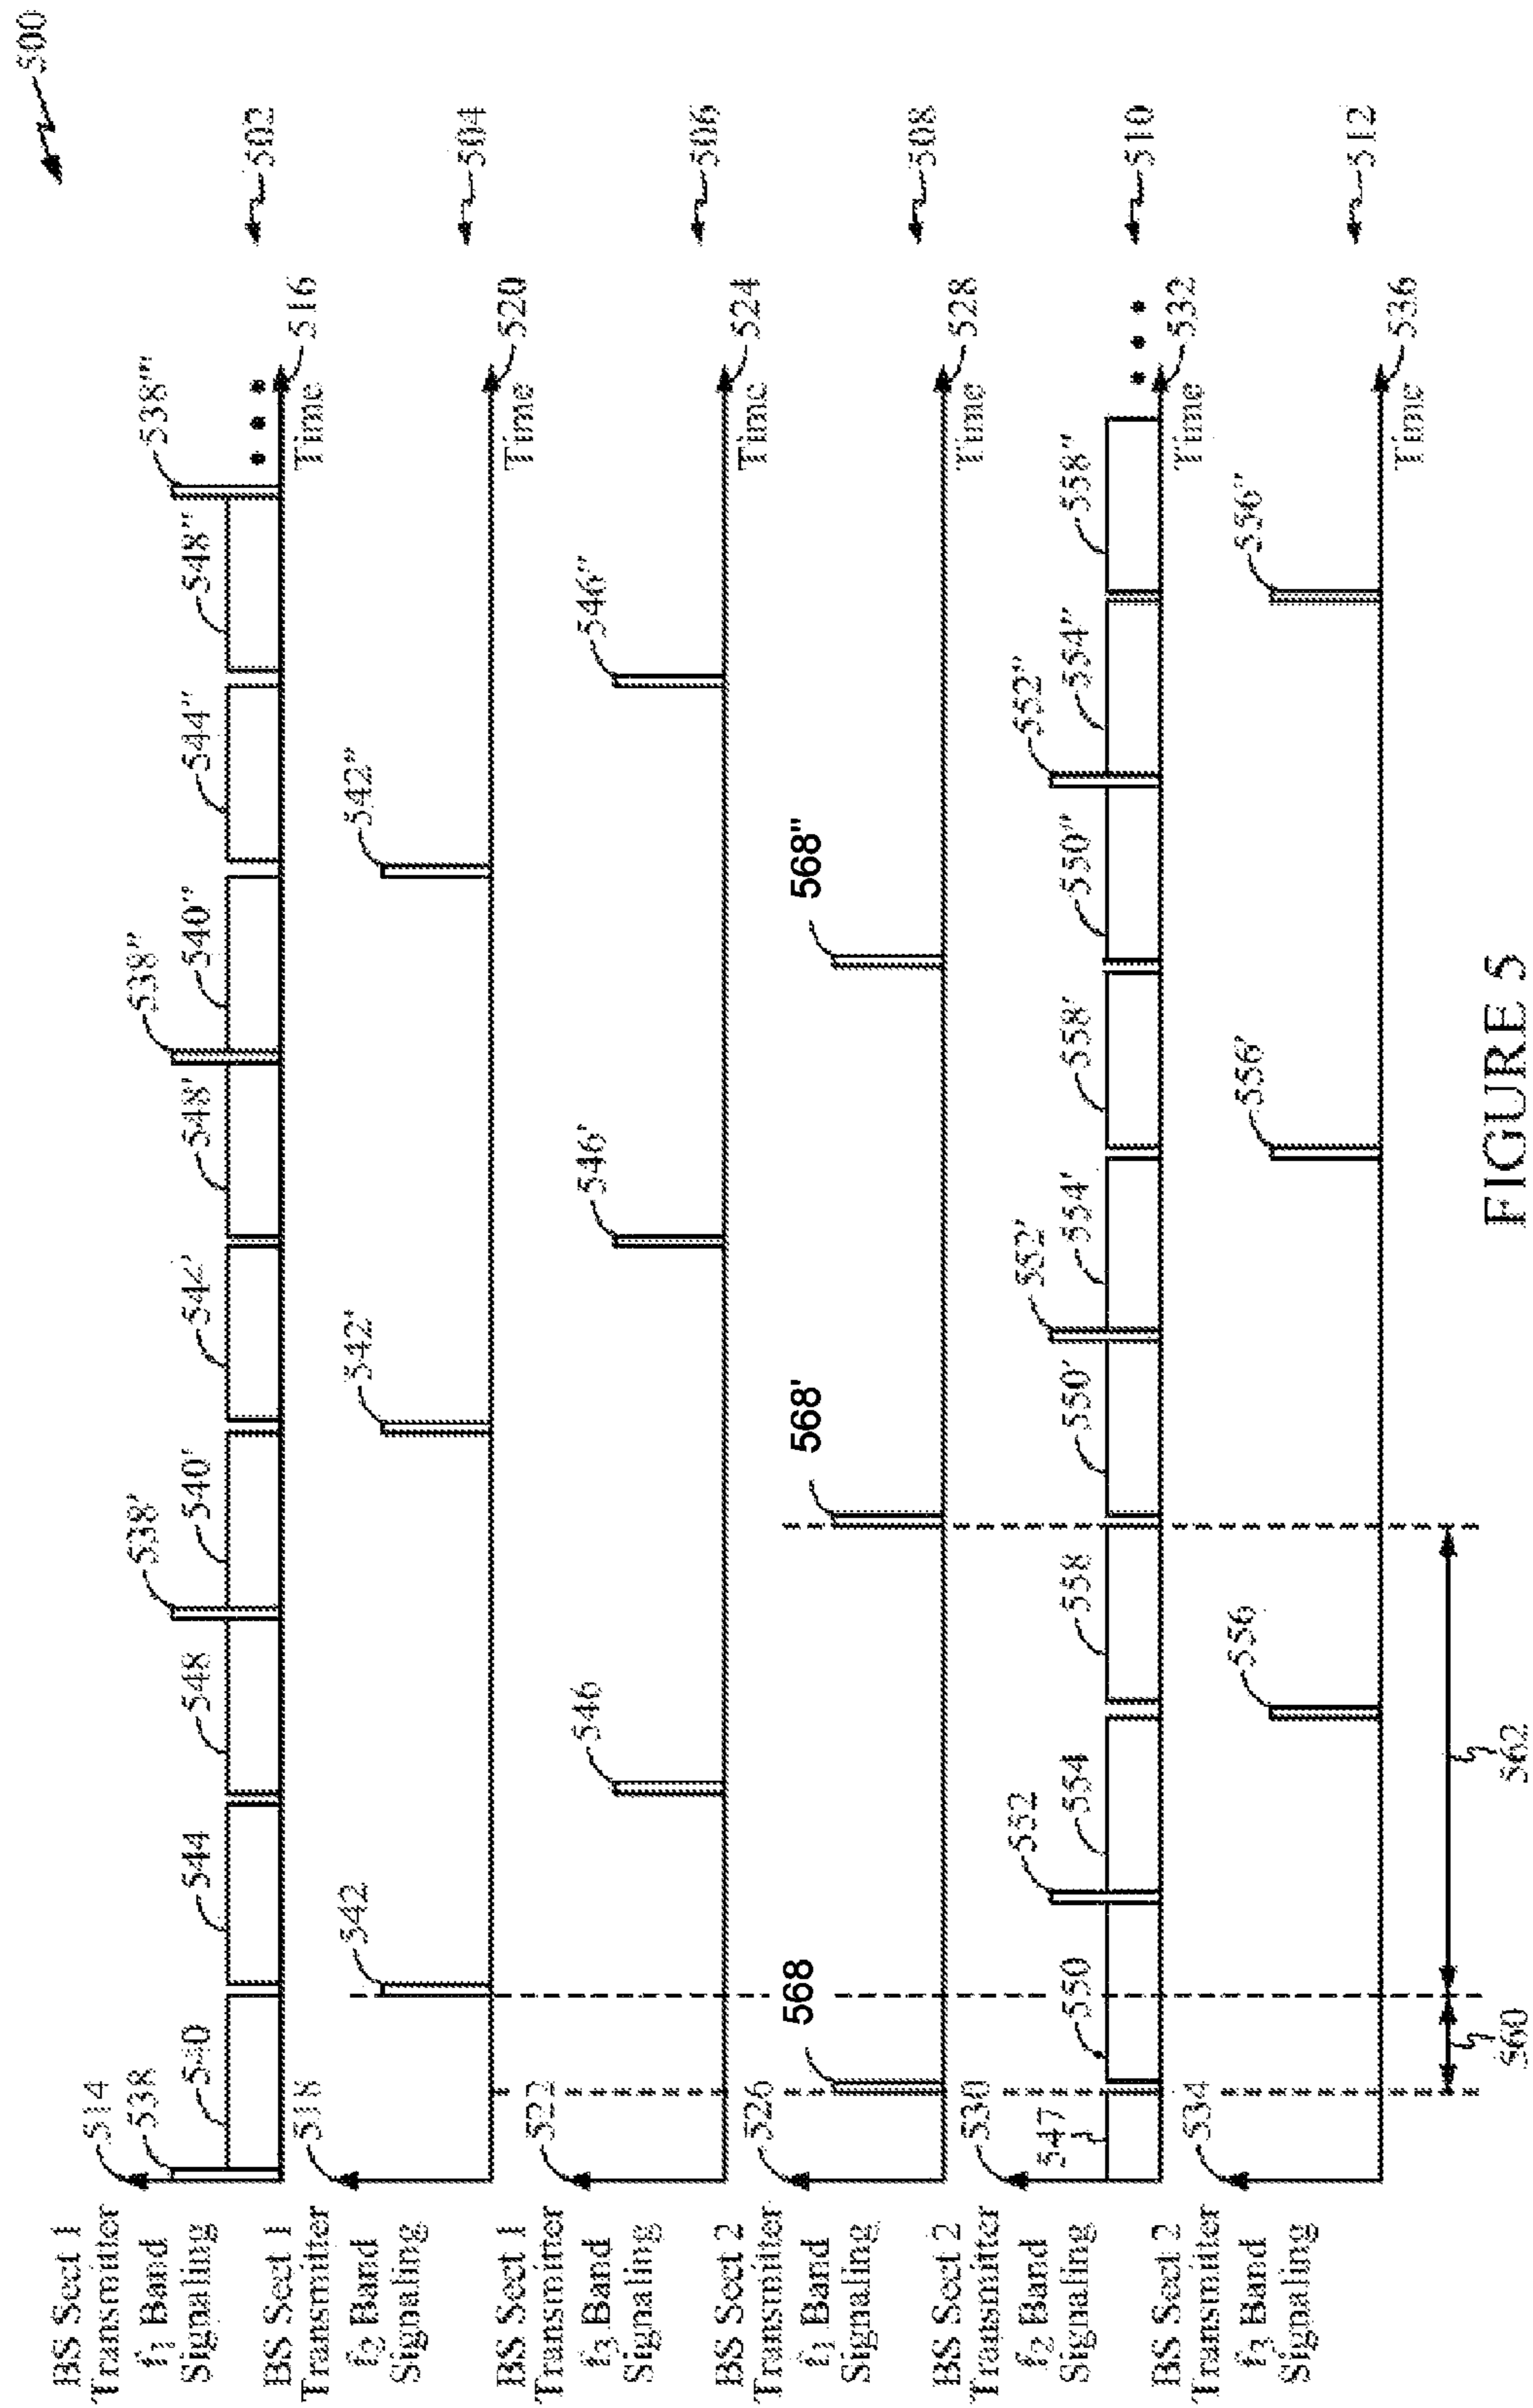 500
BS Sect 1
Transmitter
f1 Band
Signaling
514
538
540
544
548
538'
540'
542'
548'
538''
540''
544''
548''
538'''
516
Time
502
BS Sect 1
Transmitter
f2 Band
Signaling
518
542
542'
542''
520
Time
504
BS Sect 1
Transmitter
f3 Band
Signaling
522
546
546'
546''
524
Time
506
BS Sect 2
Transmitter
f1 Band
Signaling
526
568
568'
568''
528
Time
508
BS Sect 2
Transmitter
f2 Band
Signaling
530
547
550
552
554
558
550'
552'
554'
558'
550''
552''
554''
558''
532
Time
510
BS Sect 2
Transmitter
f3 Band
Signaling
534
556
556'
556''
536
Time
512
560
562
FIGURE 5